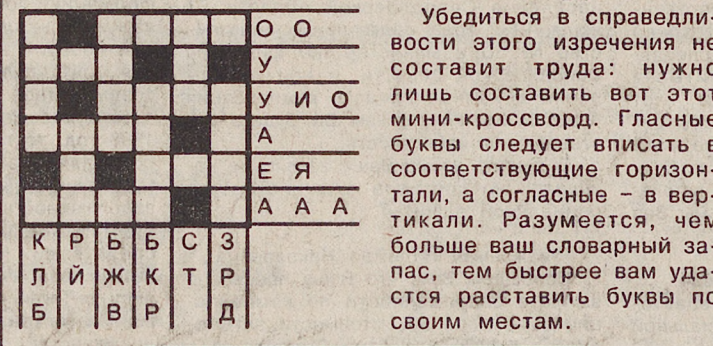 О О
У
У И О
А
Е Я
А А А
К Р Б Б С З
Л Й Ж К Т Р
Б В Р Д
Убедиться в справедли-
вости этого изречения не
составит труда: нужно
лишь составить вот этот
мини-кроссворд. Гласные
буквы следует вписать в
соответствующие горизон-
тали, а согласные – в вер-
тикали. Разумеется, чем
больше ваш словарный за-
пас, тем быстрее вам уда-
стся расставить буквы по
своим местам.